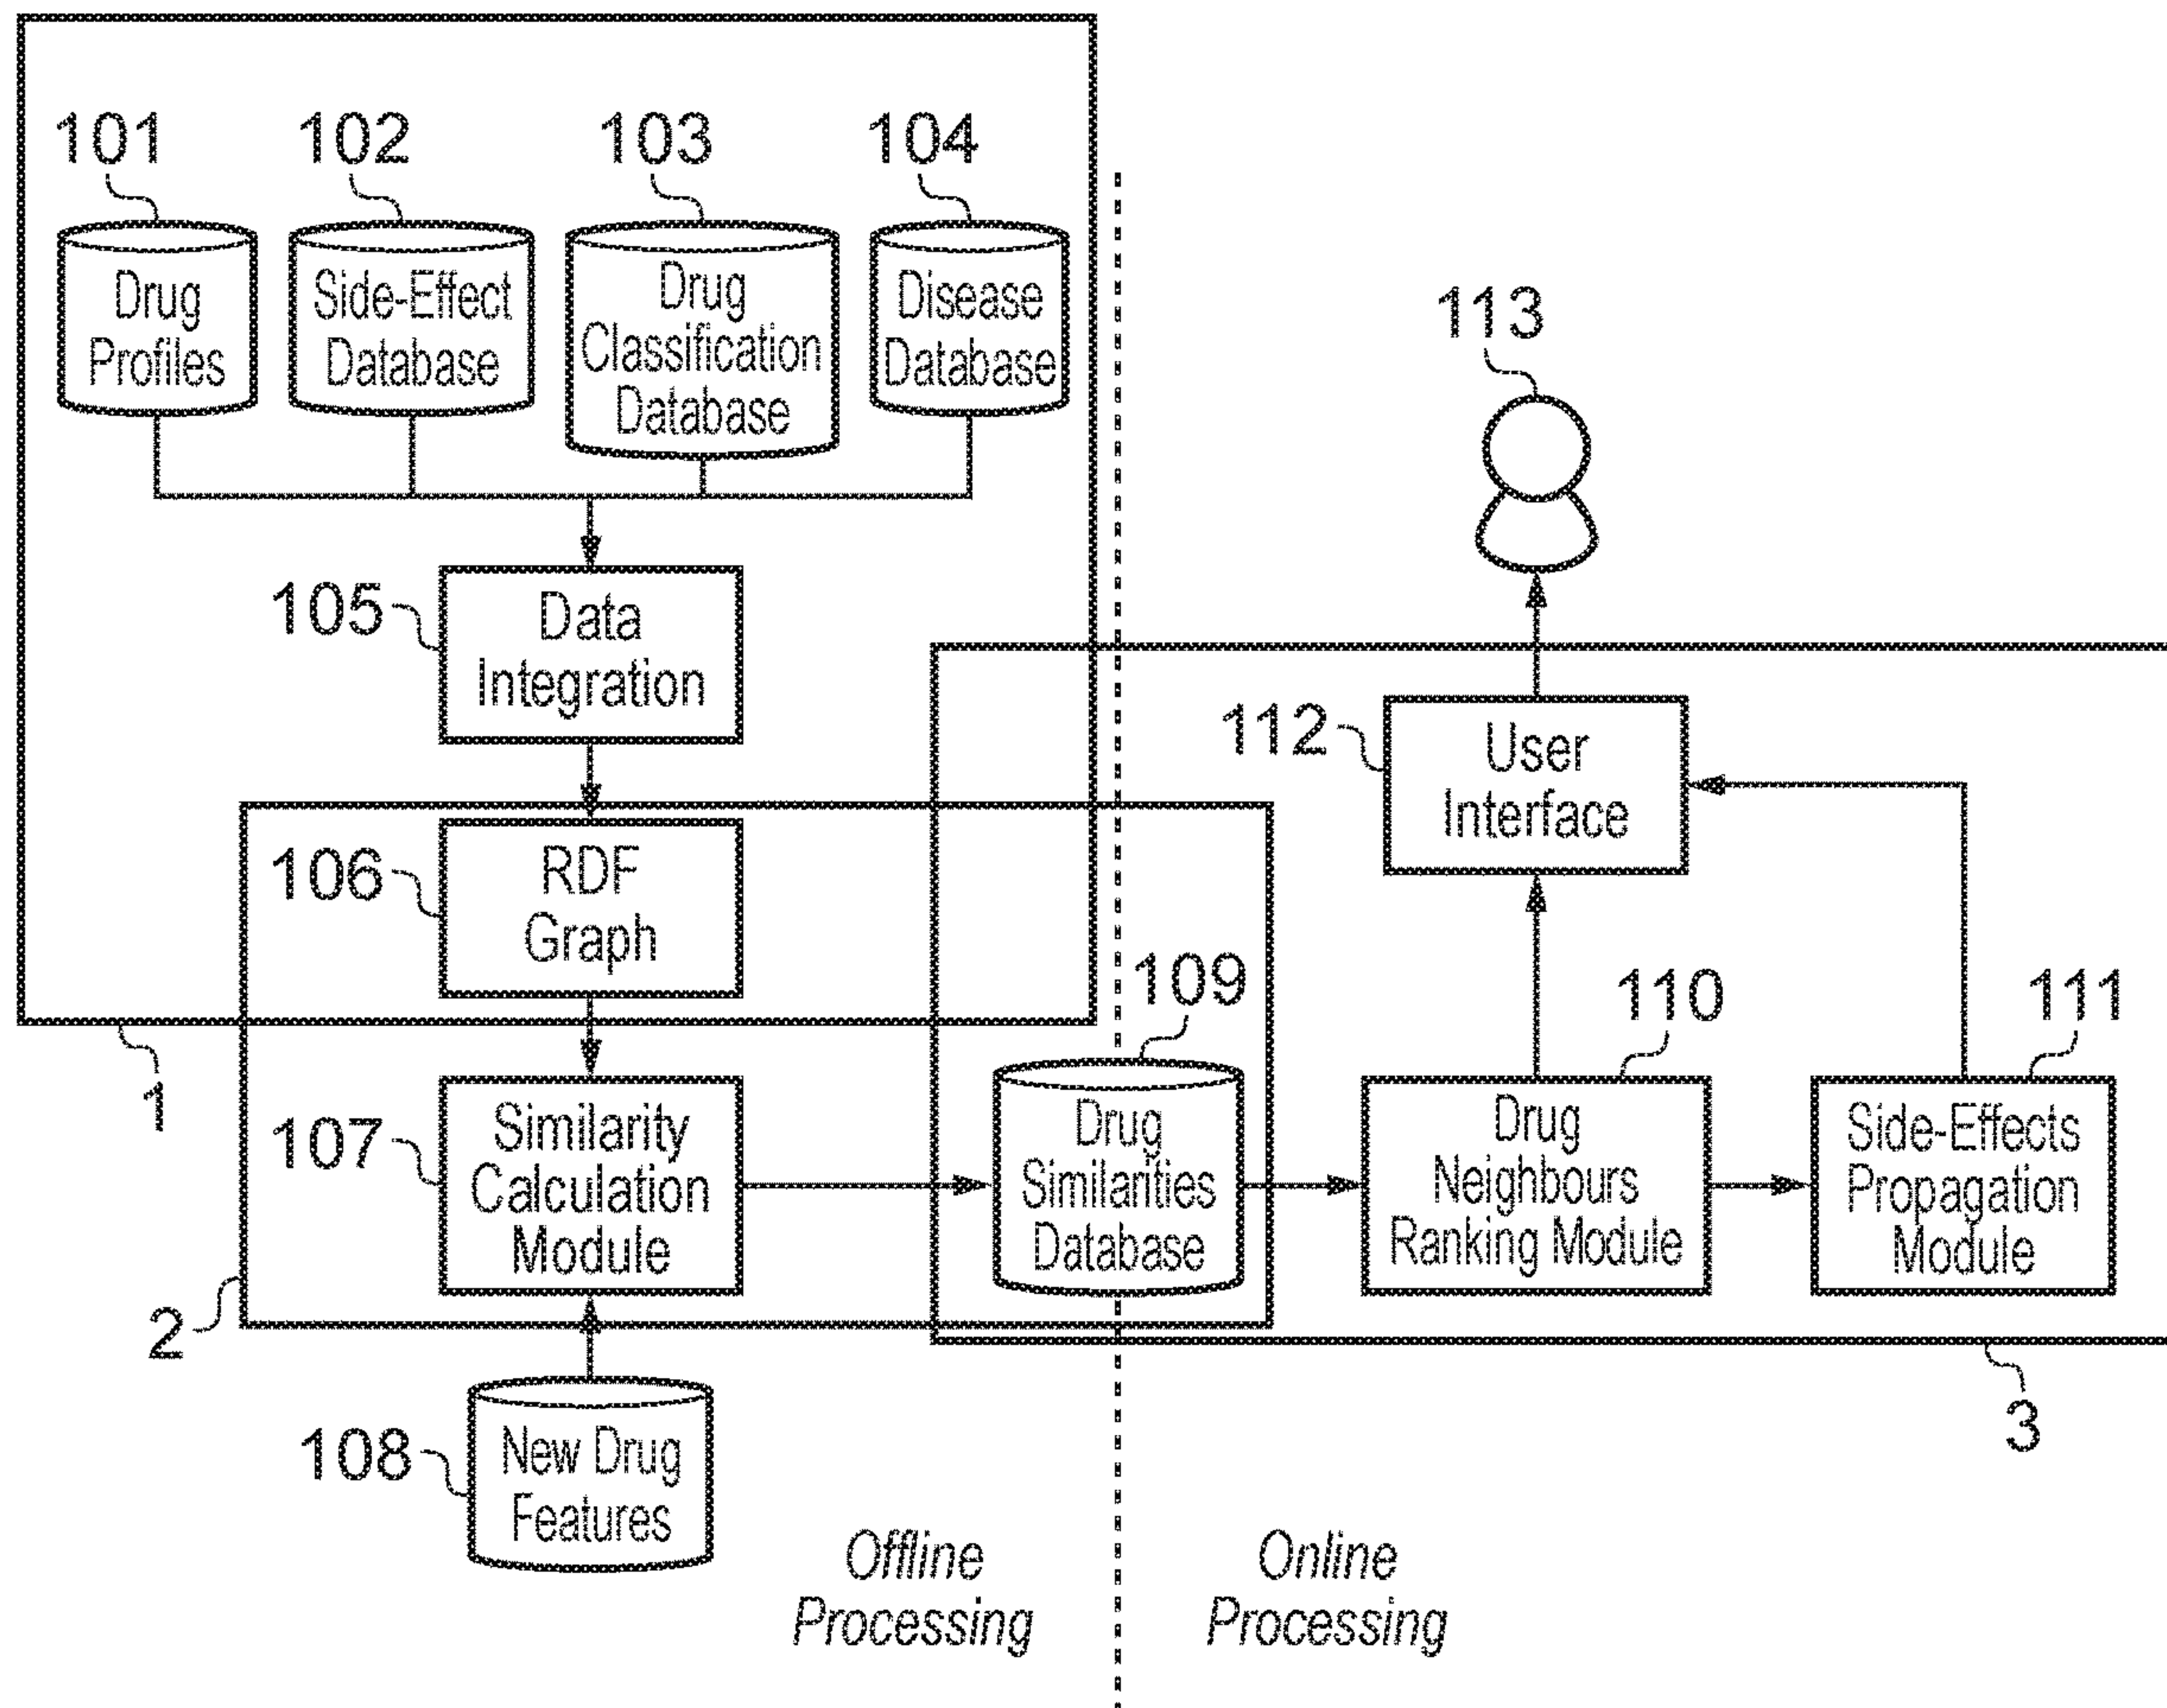 101
102
103
104
Drug
Profiles
Side-Effect
Database
Drug
Classification
Database
Disease
Database
113
105
Data
Integration
112
User
Interface
106
RDF
Graph
109
110
111
1
107
Similarity
Calculation
Module
Drug
Similarities
Database
Drug
Neighbours
Ranking Module
Side-Effects
Propagation
Module
2
3
108
New Drug
Features
Offline
Processing
Online
Processing